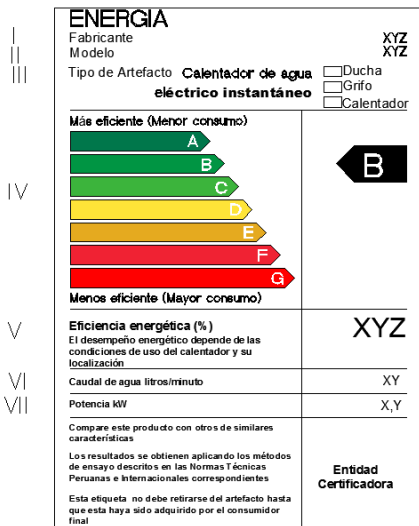 ENERGIA
I Fabricante XYZ
II Modelo XYZ
III Tipo de Artefacto Calentador de agua
eléctrico instantáneo
Ducha
Grifo
Calentador
Más eficiente (Menor consumo)
A
B
B
IV
C
D
E
F
G
Menos eficiente (Mayor consumo)
V Eficiencia energética (%) XYZ
El desempeño energético depende de las
condiciones de uso del calentador y su
localización
VI Caudal de agua litros/minuto XY
VII Potencia kW X,Y
Compare este producto con otros de similares
características
Los resultados se obtienen aplicando los métodos
de ensayo descritos en las Normas Técnicas
Peruanas e Internacionales correspondientes
Esta etiqueta no debe retirarse del artefacto hasta
que esta haya sido adquirido por el consumidor
final
Entidad
Certificadora